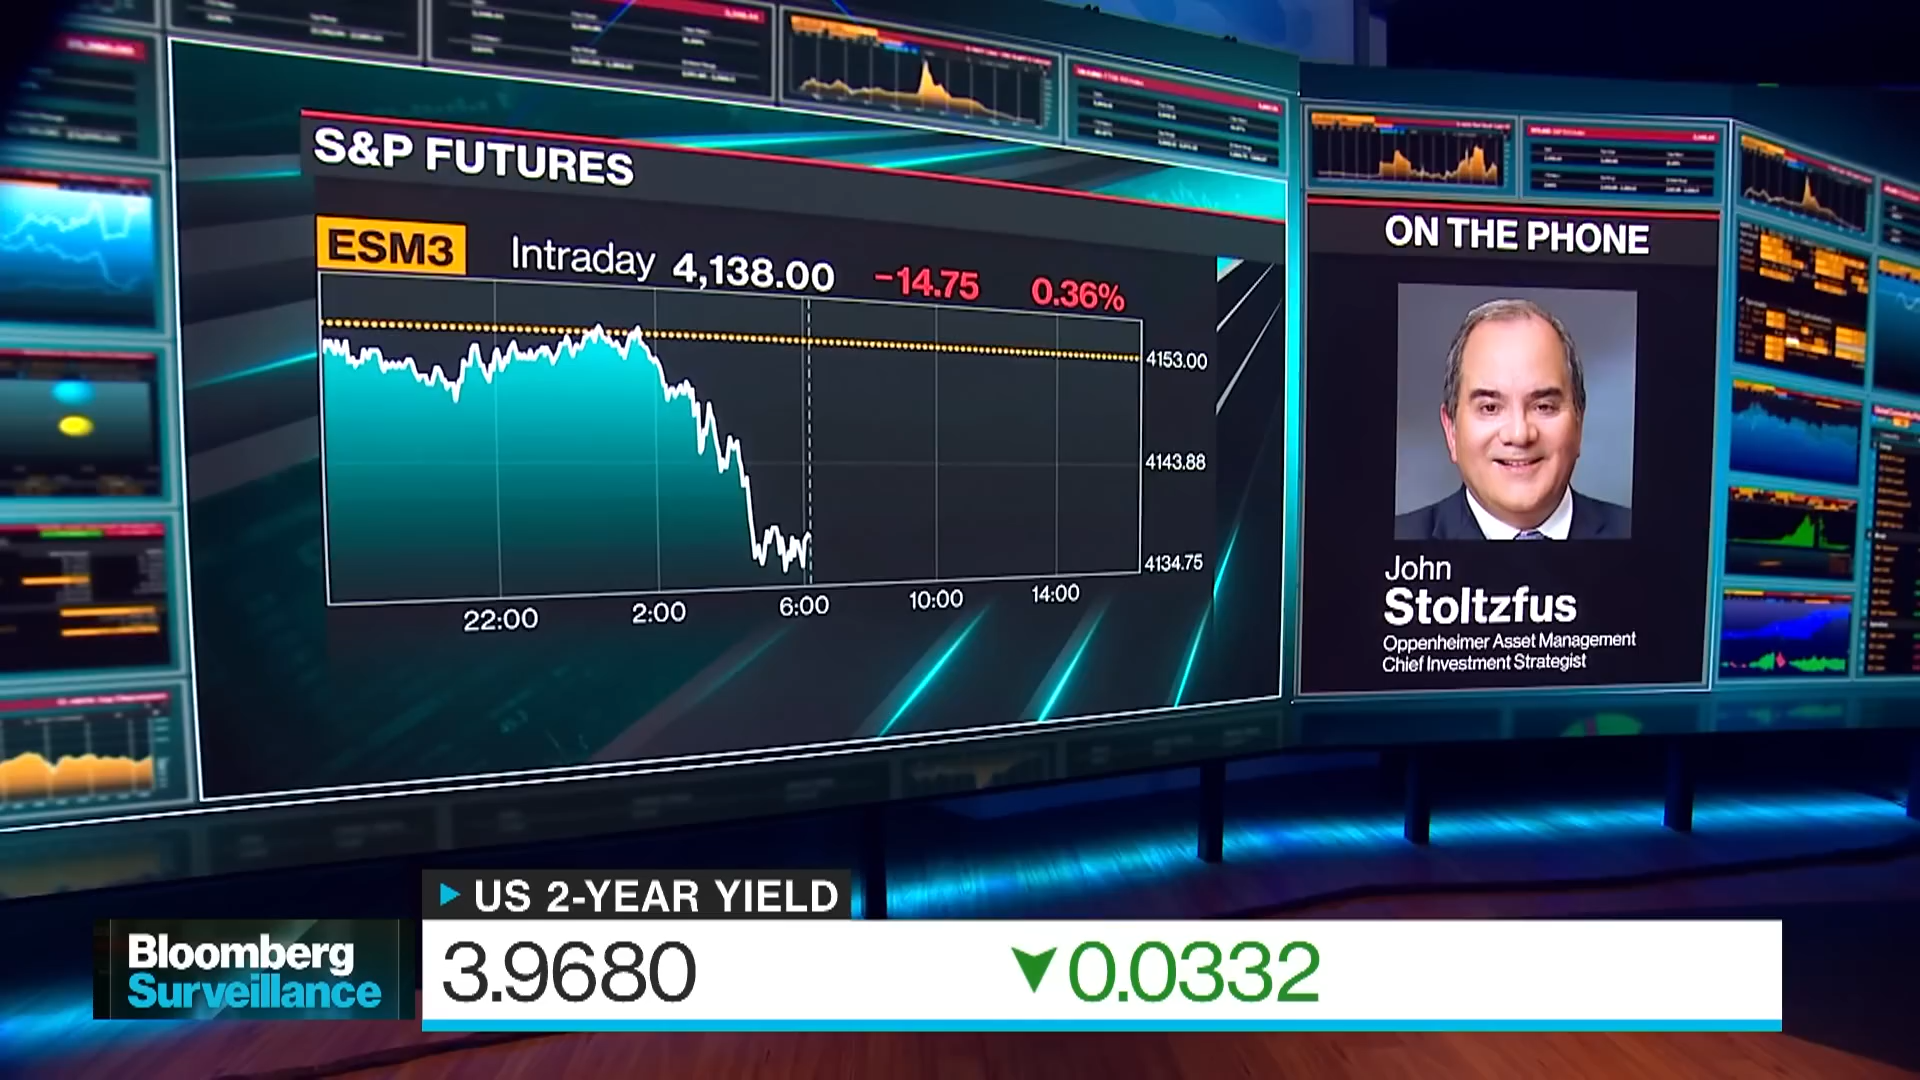 S&P FUTURES
ESM3 Intraday 4,138.00 −14.75 0.36%
4153.00
4143.88
4134.75
22:00 2:00 6:00 10:00 14:00
ON THE PHONE
John
Stoltzfus
Oppenheimer Asset Management
Chief Investment Strategist
US 2-YEAR YIELD
3.9680 ▼0.0332
Bloomberg
Surveillance